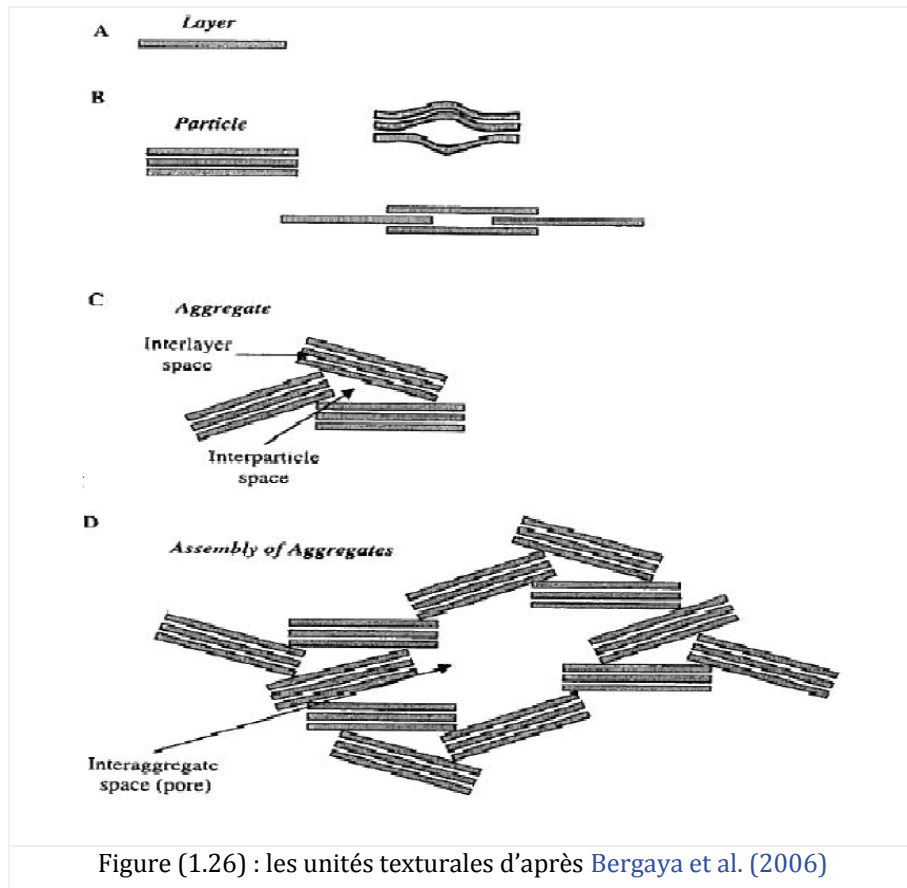 A
Layer
B
Particle
C
Aggregate
Interlayer
space
Interparticle
space
D
Assembly of Aggregates
Interaggregate
space (pore)
Figure (1.26) : les unités texturales d’après Bergaya et al. (2006)